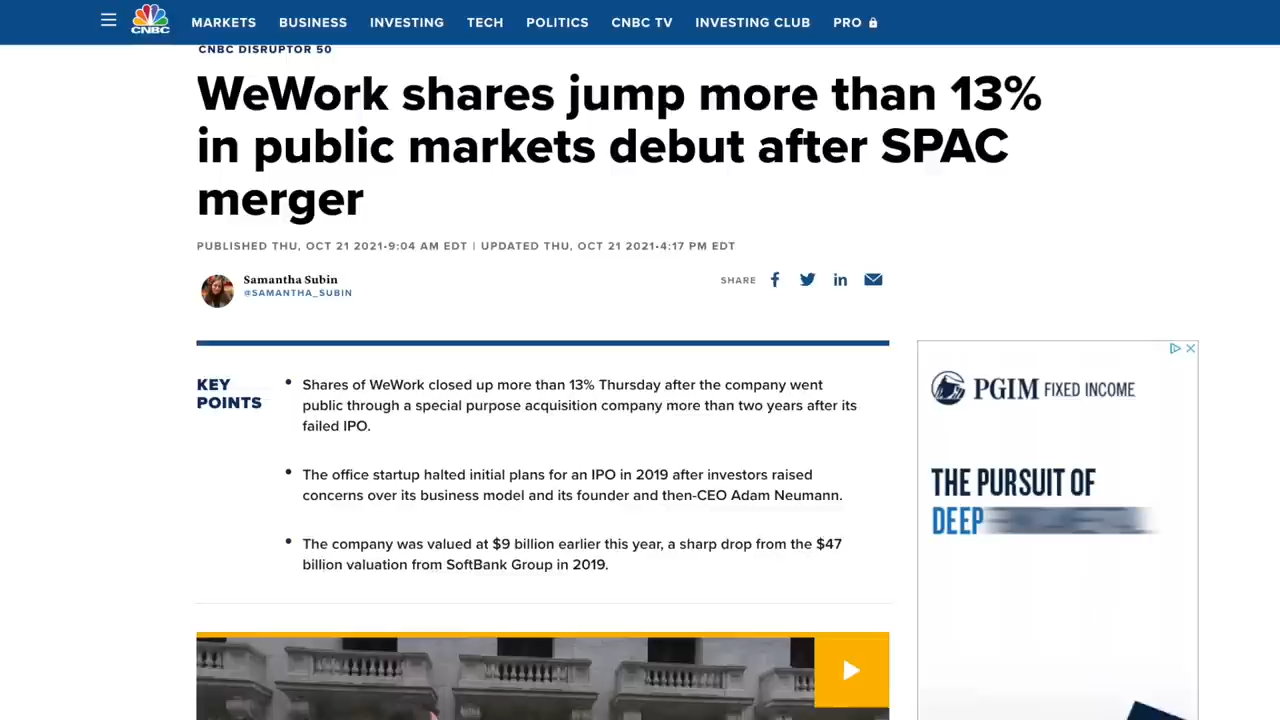 MARKETS BUSINESS INVESTING TECH POLITICS CNBC TV INVESTING CLUB PRO
CNBC
CNBC DISRUPTOR 50
WeWork shares jump more than 13%
in public markets debut after SPAC
merger
PUBLISHED THU, OCT 21 2021•9:04 AM EDT | UPDATED THU, OCT 21 2021•4:17 PM EDT
Samantha Subin
@SAMANTHA_SUBIN
SHARE
KEY
POINTS
Shares of WeWork closed up more than 13% Thursday after the company went
public through a special purpose acquisition company more than two years after its
failed IPO.
The office startup halted initial plans for an IPO in 2019 after investors raised
concerns over its business model and its founder and then-CEO Adam Neumann.
The company was valued at $9 billion earlier this year, a sharp drop from the $47
billion valuation from SoftBank Group in 2019.
PGIM FIXED INCOME
THE PURSUIT OF
DEEP